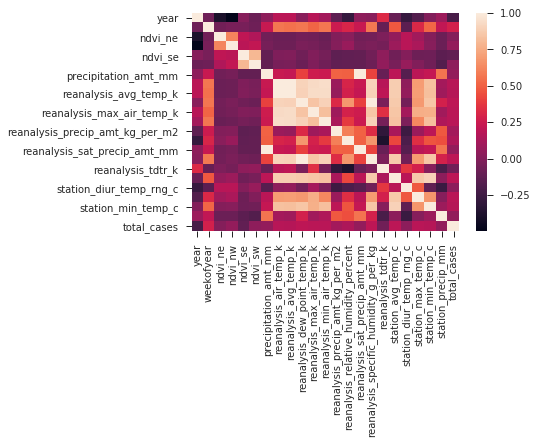 year
ndvi_ne
ndvi_se
precipitation_amt_mm
reanalysis_avg_temp_k
reanalysis_max_air_temp_k
reanalysis_precip_amt_kg_per_m2
reanalysis_sat_precip_amt_mm
reanalysis_tdtr_k
station_diur_temp_rng_c
station_min_temp_c
total_cases
year
weekofyear
ndvi_ne
ndvi_nw
ndvi_se
ndvi_sw
precipitation_amt_mm
reanalysis_air_temp_k
reanalysis_avg_temp_k
reanalysis_dew_point_temp_k
reanalysis_max_air_temp_k
reanalysis_min_air_temp_k
reanalysis_precip_amt_kg_per_m2
reanalysis_relative_humidity_percent
reanalysis_sat_precip_amt_mm
reanalysis_specific_humidity_g_per_kg
reanalysis_tdtr_k
station_avg_temp_c
station_diur_temp_rng_c
station_max_temp_c
station_min_temp_c
station_precip_mm
total_cases
1.00
0.75
0.50
0.25
0.00
−0.25